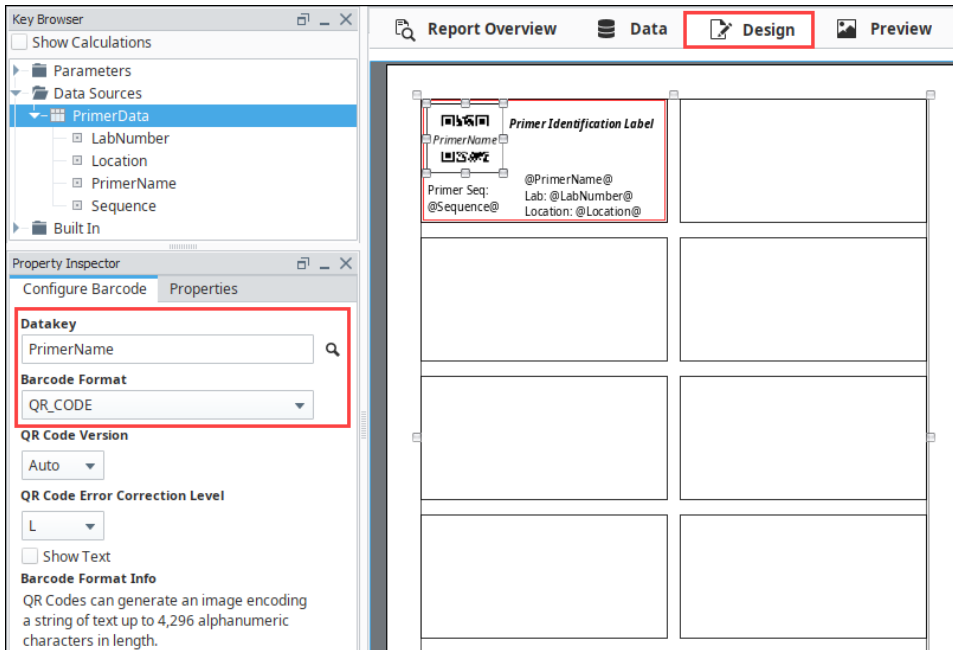 Key Browser
Show Calculations
Parameters
Data Sources
PrimerData
LabNumber
Location
PrimerName
Sequence
Built In
Property Inspector
Configure Barcode Properties
Datakey
PrimerName
Barcode Format
QR_CODE
QR Code Version
Auto
QR Code Error Correction Level
L
Show Text
Barcode Format Info
QR Codes can generate an image encoding
a string of text up to 4,296 alphanumeric
characters in length.
Report Overview Data Design Preview
Primer Identification Label
PrimerName
Primer Seq:
@Sequence@
@PrimerName@
Lab: @LabNumber@
Location: @Location@